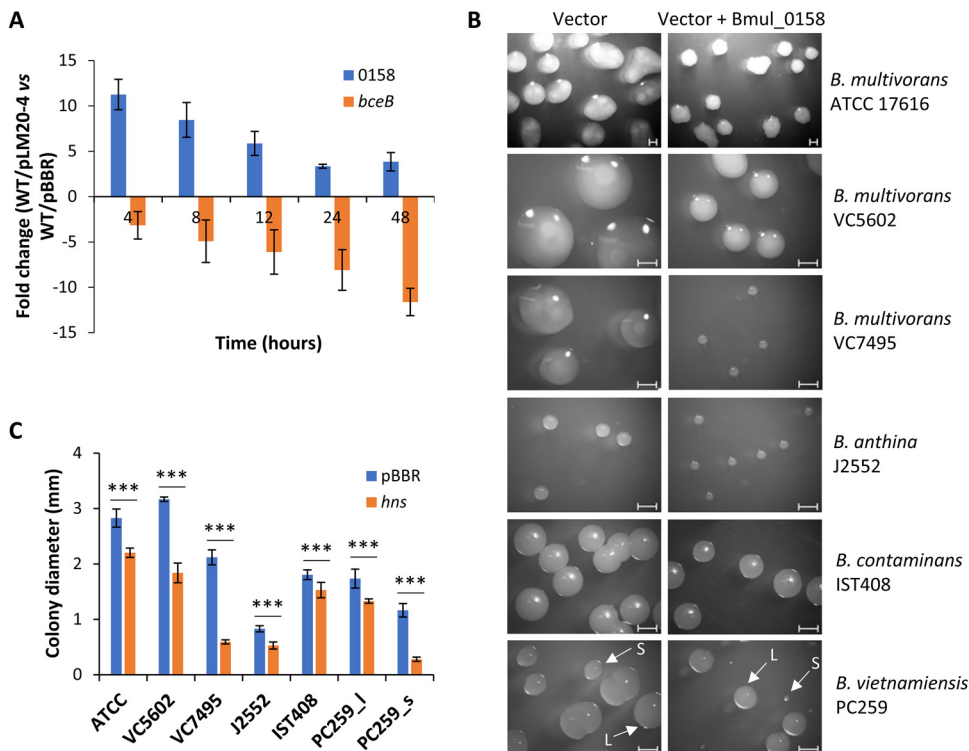 A
Fold change (WT/pLM20-4 vs
WT/pBBR)
15
10
5
0
-5
-10
-15
0158
bceB
4 8 12 24 48
Time (hours)
B
Vector
Vector + Bmul_0158
B. multivorans
ATCC 17616
B. multivorans
VC5602
B. multivorans
VC7495
B. anthina
J2552
B. contaminans
IST408
S
L
L
S
B. vietnamiensis
PC259
C
Colony diameter (mm)
4
3
2
1
0
pBBR
hns
***
***
***
***
***
***
***
ATCC
VC5602
VC7495
J2552
IST408
PC259_l
PC259_s